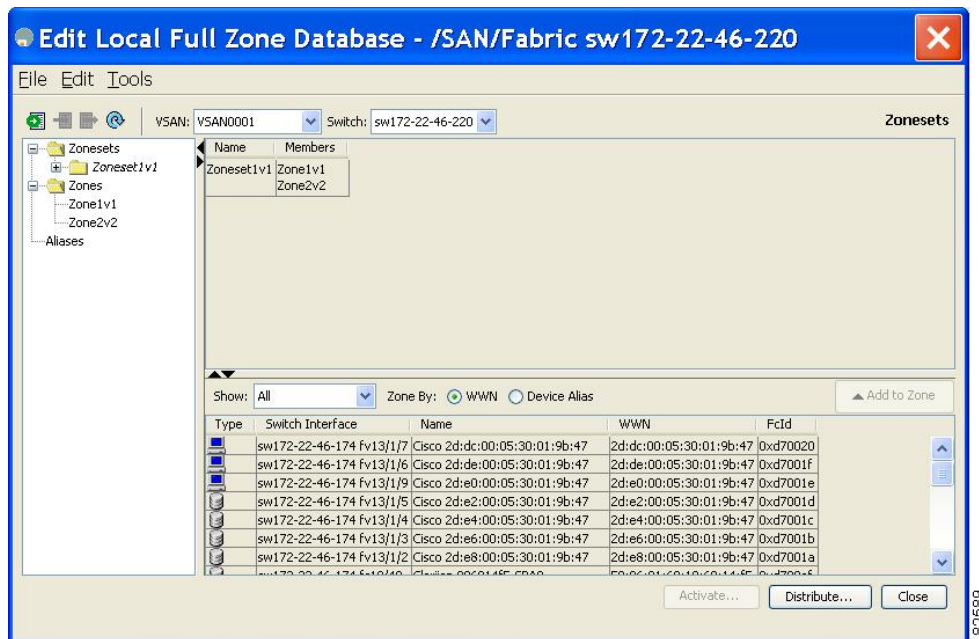 Edit Local Full Zone Database - /SAN/Fabric sw172-22-46-220
File Edit Tools
VSAN: VSAN0001 Switch: sw172-22-46-220 Zonesets
Zonesets
Zoneset1v1
Zones
Zone1v1
Zone2v2
Aliases
Name Members
Zoneset1v1 Zone1v1
Zone2v2
Show: All Zone By: WWN Device Alias Add to Zone
Type Switch Interface Name WWN FcId
sw172-22-46-174 fv13/1/7 Cisco 2d:dc:00:05:30:01:9b:47 2d:dc:00:05:30:01:9b:47 0xd70020
sw172-22-46-174 fv13/1/6 Cisco 2d:de:00:05:30:01:9b:47 2d:de:00:05:30:01:9b:47 0xd7001f
sw172-22-46-174 fv13/1/9 Cisco 2d:e0:00:05:30:01:9b:47 2d:e0:00:05:30:01:9b:47 0xd7001e
sw172-22-46-174 fv13/1/5 Cisco 2d:e2:00:05:30:01:9b:47 2d:e2:00:05:30:01:9b:47 0xd7001d
sw172-22-46-174 fv13/1/4 Cisco 2d:e4:00:05:30:01:9b:47 2d:e4:00:05:30:01:9b:47 0xd7001c
sw172-22-46-174 fv13/1/3 Cisco 2d:e6:00:05:30:01:9b:47 2d:e6:00:05:30:01:9b:47 0xd7001b
sw172-22-46-174 fv13/1/2 Cisco 2d:e8:00:05:30:01:9b:47 2d:e8:00:05:30:01:9b:47 0xd7001a
Activate... Distribute... Close